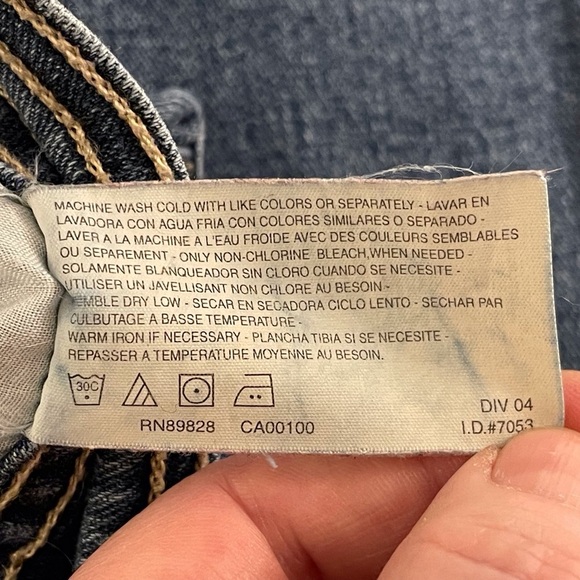 MACHINE WASH COLD WITH LIKE COLORS OR SEPARATELY - LAVAR EN
LAVADORA CON AGUA FRIA CON COLORES SIMILARES O SEPARADO -
LAVER A LA MACHINE A L'EAU FROIDE AVEC DES COULEURS SEMBLABLES
OU SEPAREMENT - ONLY NON-CHLORINE BLEACH,WHEN NEEDED -
SOLAMENTE BLANQUEADOR SIN CLORO CUANDO SE NECESITE -
UTILISER UN JAVELLISANT NON CHLORE AU BESOIN -
MBLE DRY LOW - SECAR EN SECADORA CICLO LENTO - SECHAR PAR
CULBUTAGE A BASSE TEMPERATURE -
WARM IRON IF NECESSARY - PLANCHA TIBIA SI SE NECESITE -
REPASSER A TEMPERATURE MOYENNE AU BESOIN.
30C
DIV 04
RN89828 CA00100 I.D.#7053